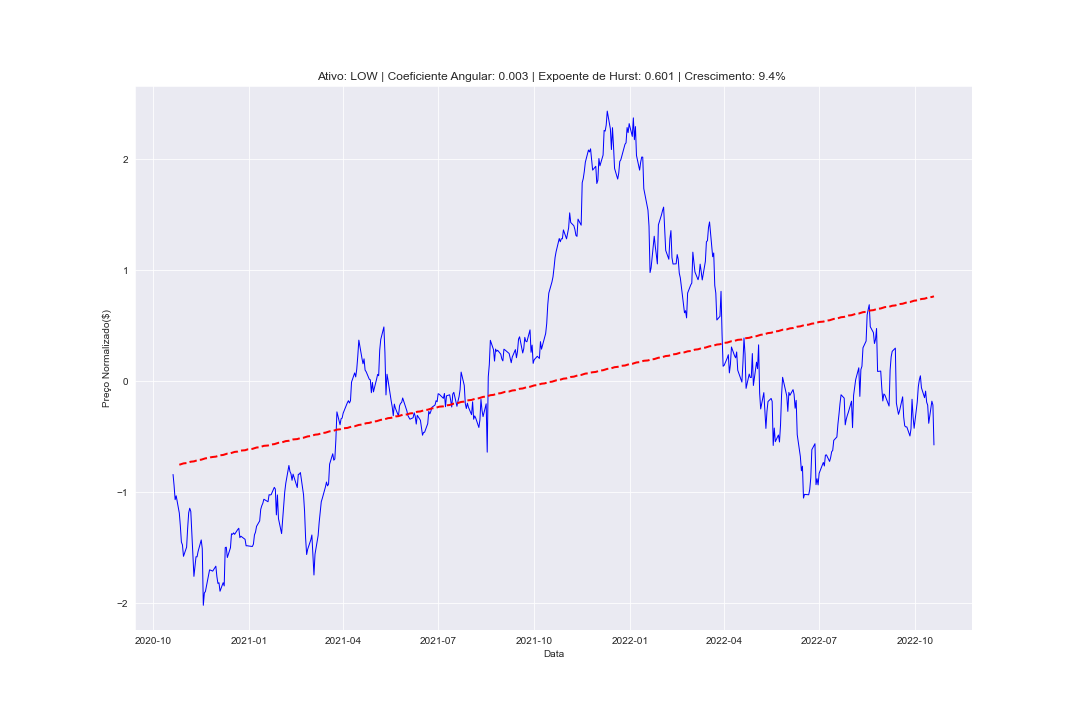 Ativo: LOW | Coeficiente Angular: 0.003 | Expoente de Hurst: 0.601 | Crescimento: 9.4%
Preço Normalizado($)
2
1
0
−1
−2
2020-10 2021-01 2021-04 2021-07 2021-10 2022-01 2022-04 2022-07 2022-10
Data